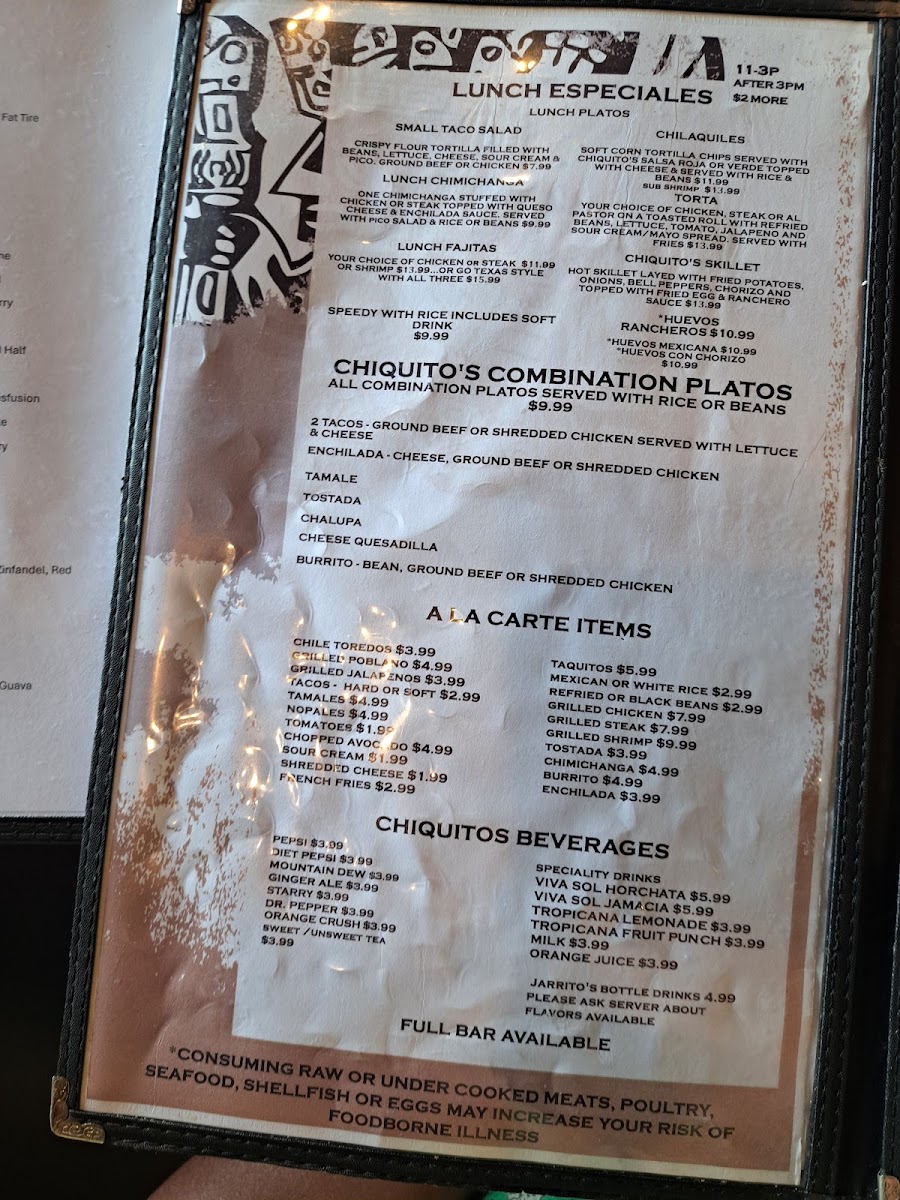 Fat Tire
Half
Zinfandel, Red
Guava
11-3P
AFTER 3PM
$2 MORE
LUNCH ESPECIALES
LUNCH PLATOS
SMALL TACO SALAD
CRISPY FLOUR TORTILLA FILLED WITH
BEANS, LETTUCE, CHEESE, SOUR CREAM &
PICO. GROUND BEEF OR CHICKEN $7.99
LUNCH CHIMICHANGA
ONE CHIMICHANGA STUFFED WITH
CHICKEN OR STEAK TOPPED WITH QUESO
CHEESE & ENCHILADA SAUCE. SERVED
WITH PICO SALAD & RICE OR BEANS $9.99
LUNCH FAJITAS
YOUR CHOICE OF CHICKEN OR STEAK $11.99
OR SHRIMP $13.99...OR GO TEXAS STYLE
WITH ALL THREE $15.99
SPEEDY WITH RICE INCLUDES SOFT
DRINK
$9.99
CHILAQUILES
SOFT CORN TORTILLA CHIPS SERVED WITH
CHIQUITO'S SALSA ROJA OR VERDE TOPPED
WITH CHEESE & SERVED WITH RICE &
BEANS $11.99
SUB SHRIMP $13.99
TORTA
YOUR CHOICE OF CHICKEN, STEAK OR AL
PASTOR ON A TOASTED ROLL WITH REFRIED
BEANS, LETTUCE, TOMATO, JALAPENO AND
SOUR CREAM/MAYO SPREAD. SERVED WITH
FRIES $13.99
CHIQUITO'S SKILLET
HOT SKILLET LAYED WITH FRIED POTATOES,
ONIONS, BELL PEPPERS, CHORIZO AND
TOPPED WITH FRIED EGG & RANCHERO
SAUCE $13.99
*HUEVOS
RANCHEROS $10.99
*HUEVOS MEXICANA $10.99
*HUEVOS CON CHORIZO
$10.99
CHIQUITO'S COMBINATION PLATOS
ALL COMBINATION PLATOS SERVED WITH RICE OR BEANS
$9.99
2 TACOS - GROUND BEEF OR SHREDDED CHICKEN SERVED WITH LETTUCE
& CHEESE
ENCHILADA - CHEESE, GROUND BEEF OR SHREDDED CHICKEN
TAMALE
TOSTADA
CHALUPA
CHEESE QUESADILLA
BURRITO - BEAN, GROUND BEEF OR SHREDDED CHICKEN
A LA CARTE ITEMS
CHILE TOREDOS $3.99
GRILLED POBLANO $4.99
GRILLED JALAPENOS $3.99
TACOS - HARD OR SOFT $2.99
TAMALES $4.99
NOPALES $4.99
TOMATOES $1.99
CHOPPED AVOCADO $4.99
SOUR CREAM $1.99
SHREDDED CHEESE $1.99
FRENCH FRIES $2.99
TAQUITOS $5.99
MEXICAN OR WHITE RICE $2.99
REFRIED OR BLACK BEANS $2.99
GRILLED CHICKEN $7.99
GRILLED STEAK $7.99
GRILLED SHRIMP $9.99
TOSTADA $3.99
CHIMICHANGA $4.99
BURRITO $4.99
ENCHILADA $3.99
CHIQUITOS BEVERAGES
PEPSI $3.99
DIET PEPSI $3.99
MOUNTAIN DEW $3.99
GINGER ALE $3.99
STARRY $3.99
DR. PEPPER $3.99
ORANGE CRUSH $3.99
SWEET /UNSWEET TEA
$3.99
SPECIALITY DRINKS
VIVA SOL HORCHATA $5.99
VIVA SOL JAMACIA $5.99
TROPICANA LEMONADE $3.99
TROPICANA FRUIT PUNCH $3.99
MILK $3.99
ORANGE JUICE $3.99
JARRITO'S BOTTLE DRINKS 4.99
PLEASE ASK SERVER ABOUT
FLAVORS AVAILABLE
FULL BAR AVAILABLE
*CONSUMING RAW OR UNDER COOKED MEATS, POULTRY,
SEAFOOD, SHELLFISH OR EGGS MAY INCREASE YOUR RISK OF
FOODBORNE ILLNESS